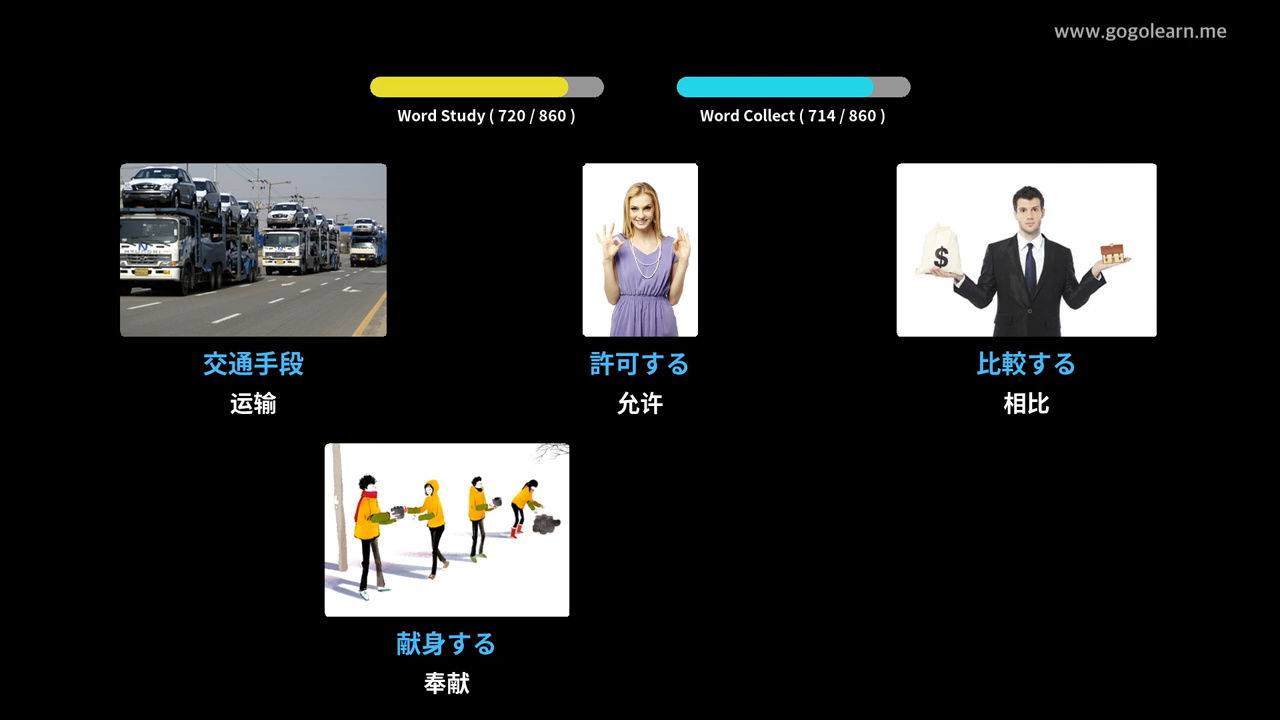 www.gogolearn.me
Word Study ( 720 / 860 )
Word Collect ( 714 / 860 )
交通手段
运输
許可する
允许
比較する
相比
$
献身する
奉献